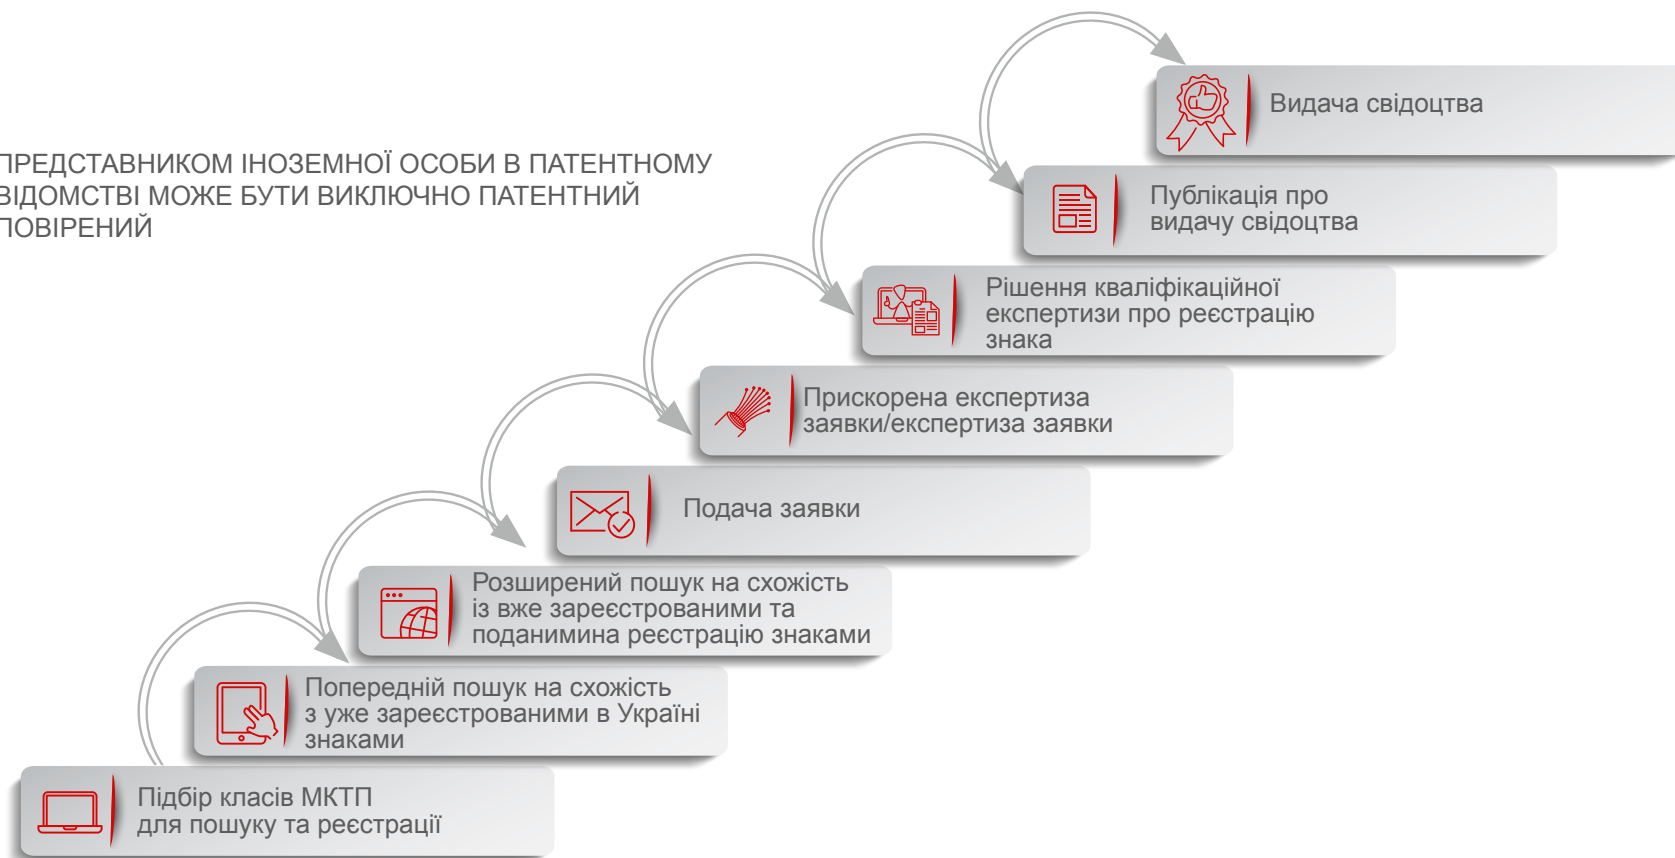 Видача свідоцтва
ПРЕДСТАВНИКОМ ІНОЗЕМНОЇ ОСОБИ В ПАТЕНТНОМУ
ВІДОМСТВІ МОЖЕ БУТИ ВИКЛЮЧНО ПАТЕНТНИЙ
ПОВІРЕНИЙ
Публікація про
видачу свідоцтва
Рішення кваліфікаційної
експертизи про реєстрацію
знака
Прискорена експертиза
заявки/експертиза заявки
Подача заявки
Розширений пошук на схожість
із вже зареєстрованими та
поданимина реєстрацію знаками
Попередній пошук на схожість
з уже зареєстрованими в Україні
знаками
Підбір класів МКТП
для пошуку та реєстрації